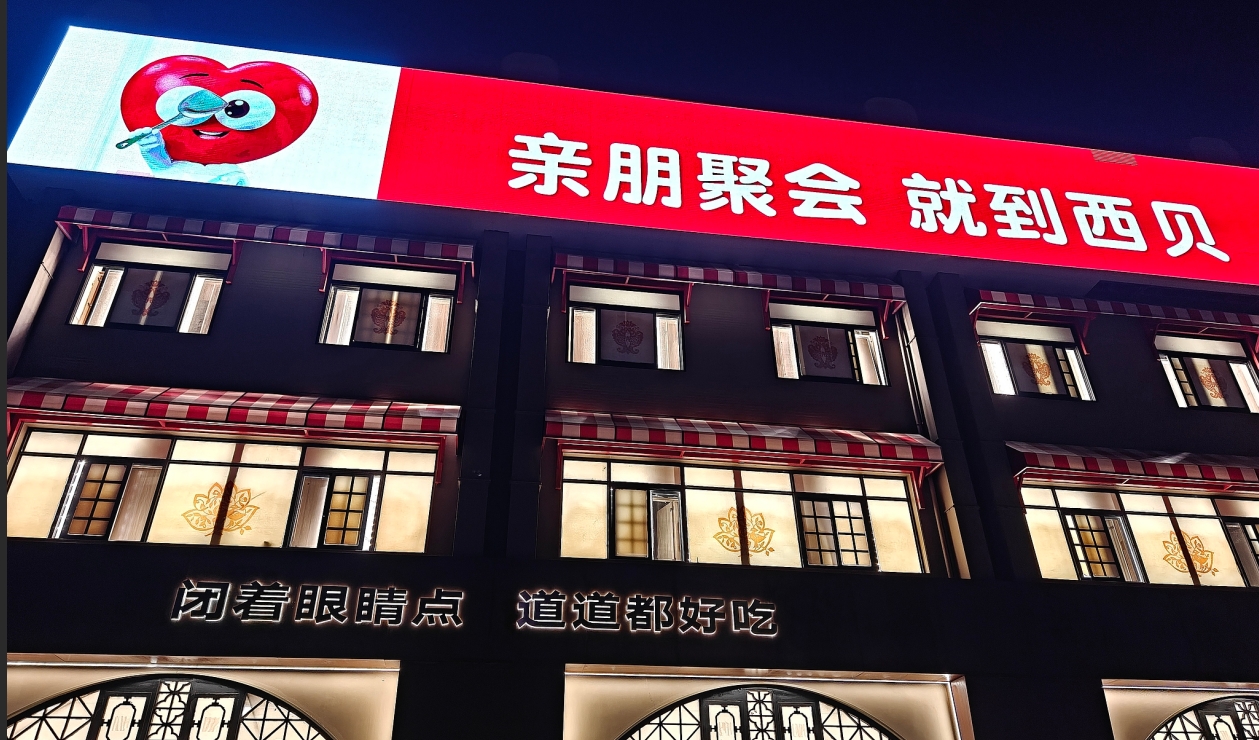 亲朋聚会 就到西贝
闭着眼睛点 道道都好吃